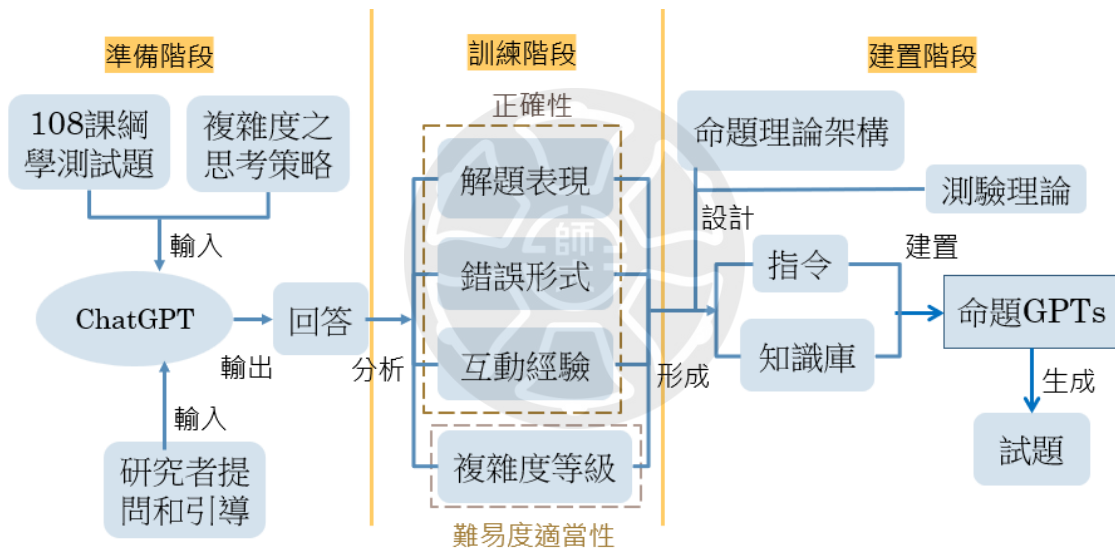 準備階段
108課綱
學測試題
複雜度之
思考策略
輸入
ChatGPT
輸出
回答
輸入
研究者提
問和引導
訓練階段
正確性
解題表現
錯誤形式
互動經驗
分析
複雜度等級
難易度適當性
形成
建置階段
命題理論架構
測驗理論
設計
指令
知識庫
建置
命題GPTs
生成
試題
師